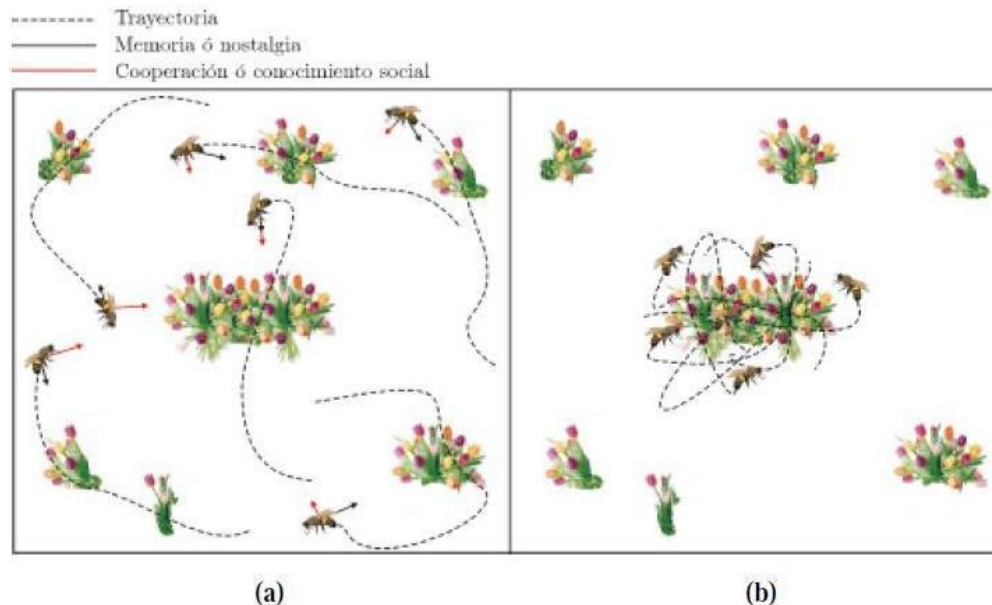 Trayectoria
Memoria ó nostalgia
Cooperación ó conocimiento social
(a)
(b)